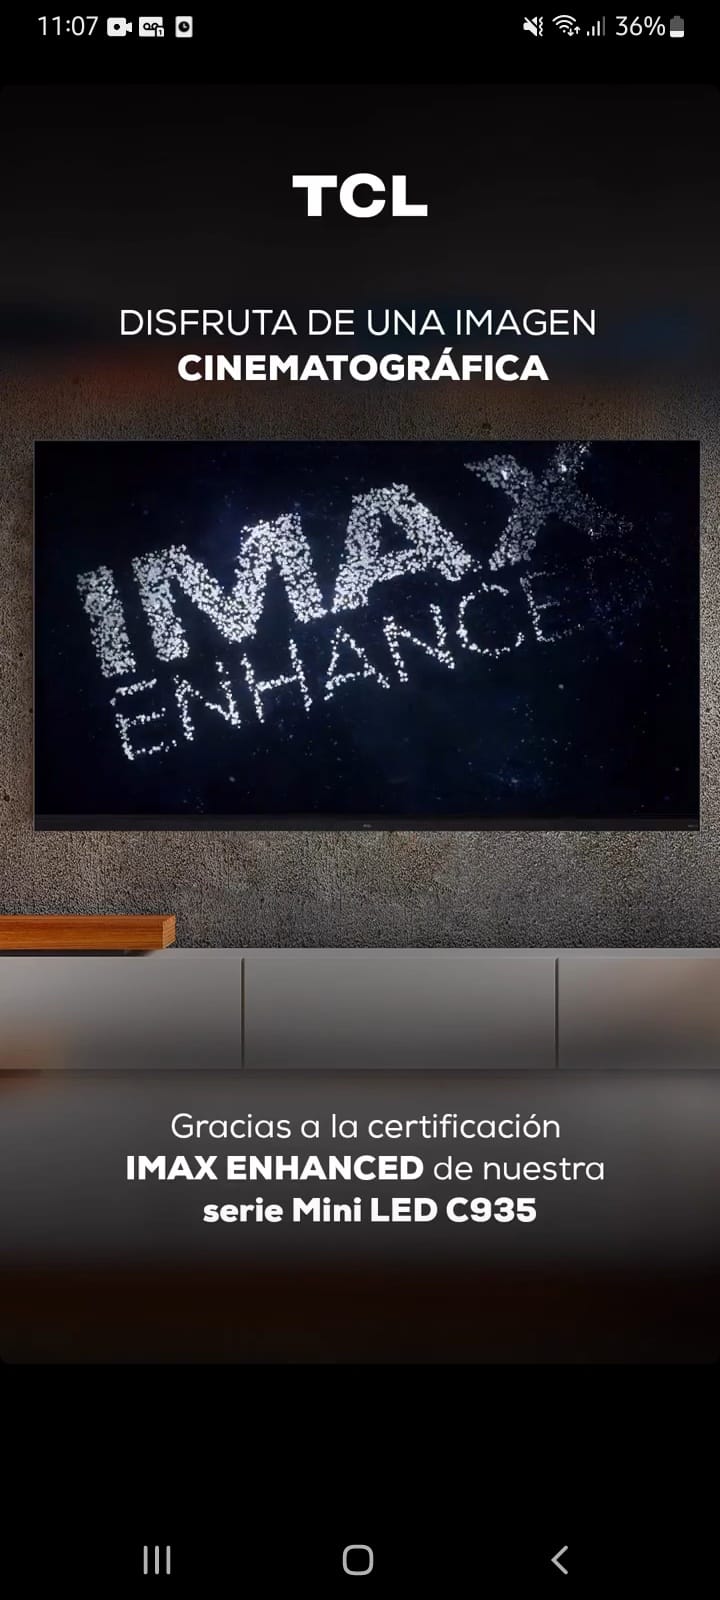 11:07
36%
TCL
DISFRUTA DE UNA IMAGEN
CINEMATOGRÁFICA
IMAX
ENHANCE
Gracias a la certificación
IMAX ENHANCED de nuestra
serie Mini LED C935